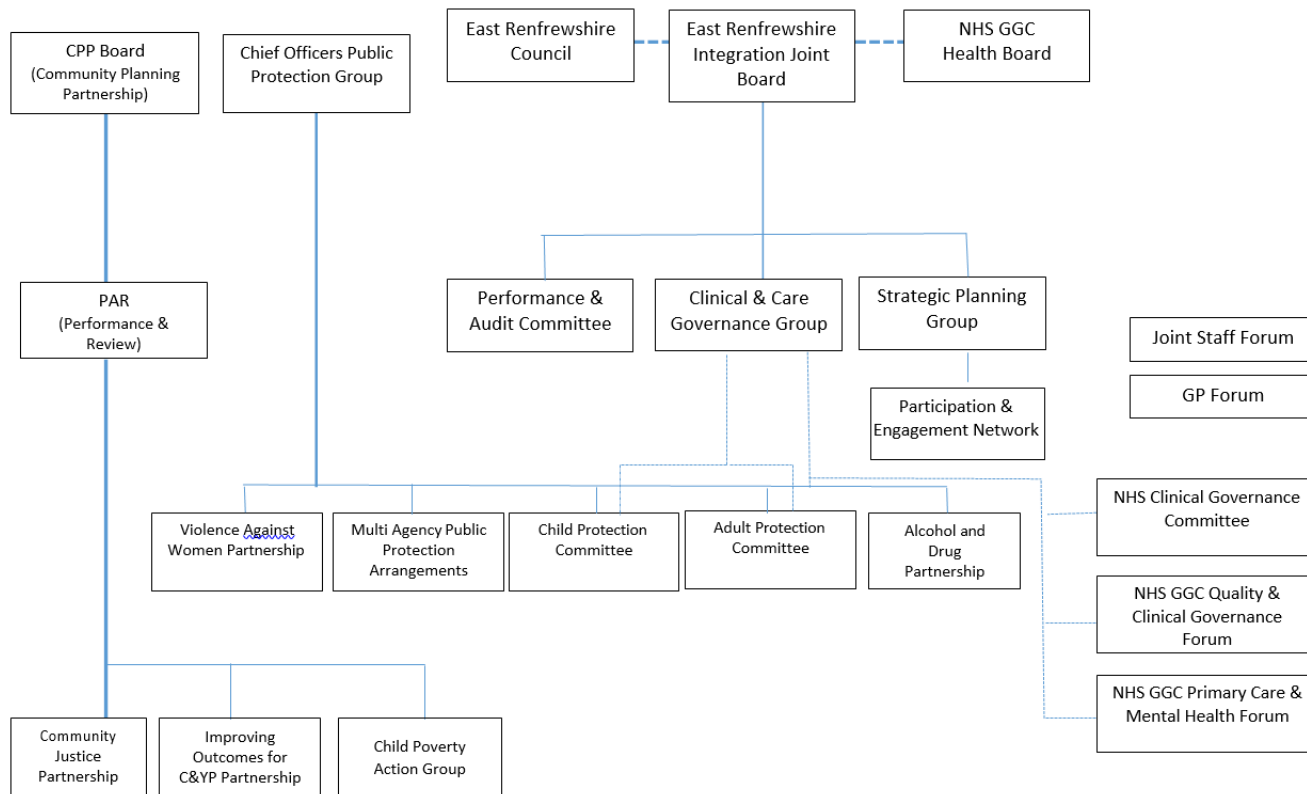 CPP Board
(Community Planning
Partnership)
Chief Officers Public
Protection Group
East Renfrewshire
Council
East Renfrewshire
Integration Joint
Board
NHS GGC
Health Board
PAR
(Performance &
Review)
Performance &
Audit Committee
Clinical & Care
Governance Group
Strategic Planning
Group
Joint Staff Forum
GP Forum
Participation &
Engagement Network
Violence Against
Women Partnership
Multi Agency Public
Protection
Arrangements
Child Protection
Committee
Adult Protection
Committee
Alcohol and
Drug
Partnership
NHS Clinical Governance
Committee
NHS GGC Quality &
Clinical Governance
Forum
NHS GGC Primary Care &
Mental Health Forum
Community
Justice
Partnership
Improving
Outcomes for
C&YP Partnership
Child Poverty
Action Group